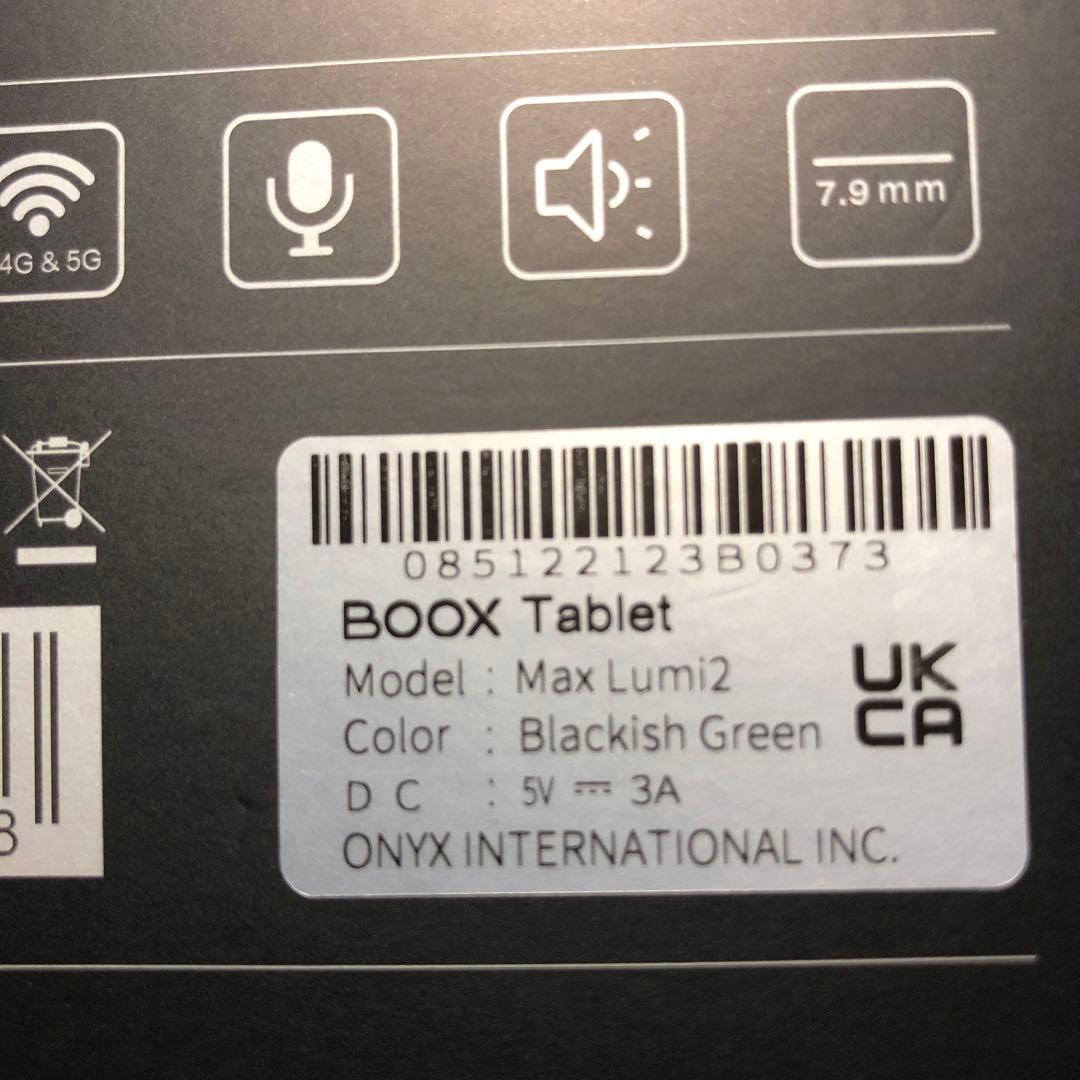 4G & 5G
7.9 mm
085122123B0373
BOOX Tablet
Model : Max Lumi2
Color : Blackish Green
UK
CA
D C : 5V ⎓ 3A
ONYX INTERNATIONAL INC.
3